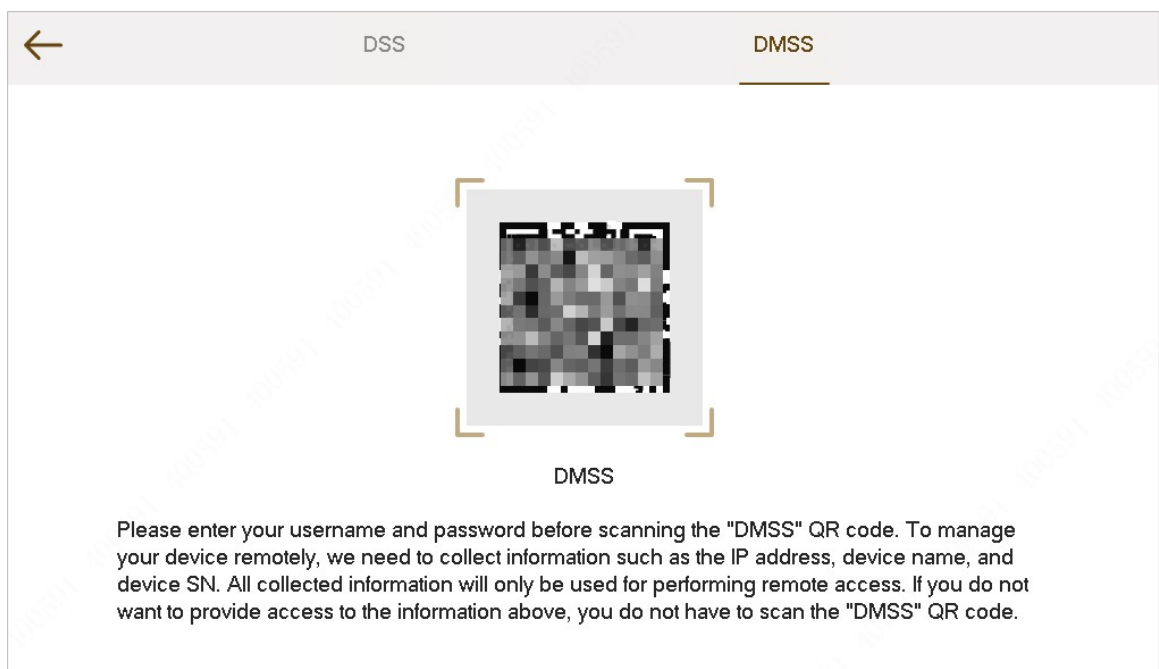 DSS
DMSS
DMSS
Please enter your username and password before scanning the "DMSS" QR code. To manage
your device remotely, we need to collect information such as the IP address, device name, and
device SN. All collected information will only be used for performing remote access. If you do not
want to provide access to the information above, you do not have to scan the "DMSS" QR code.